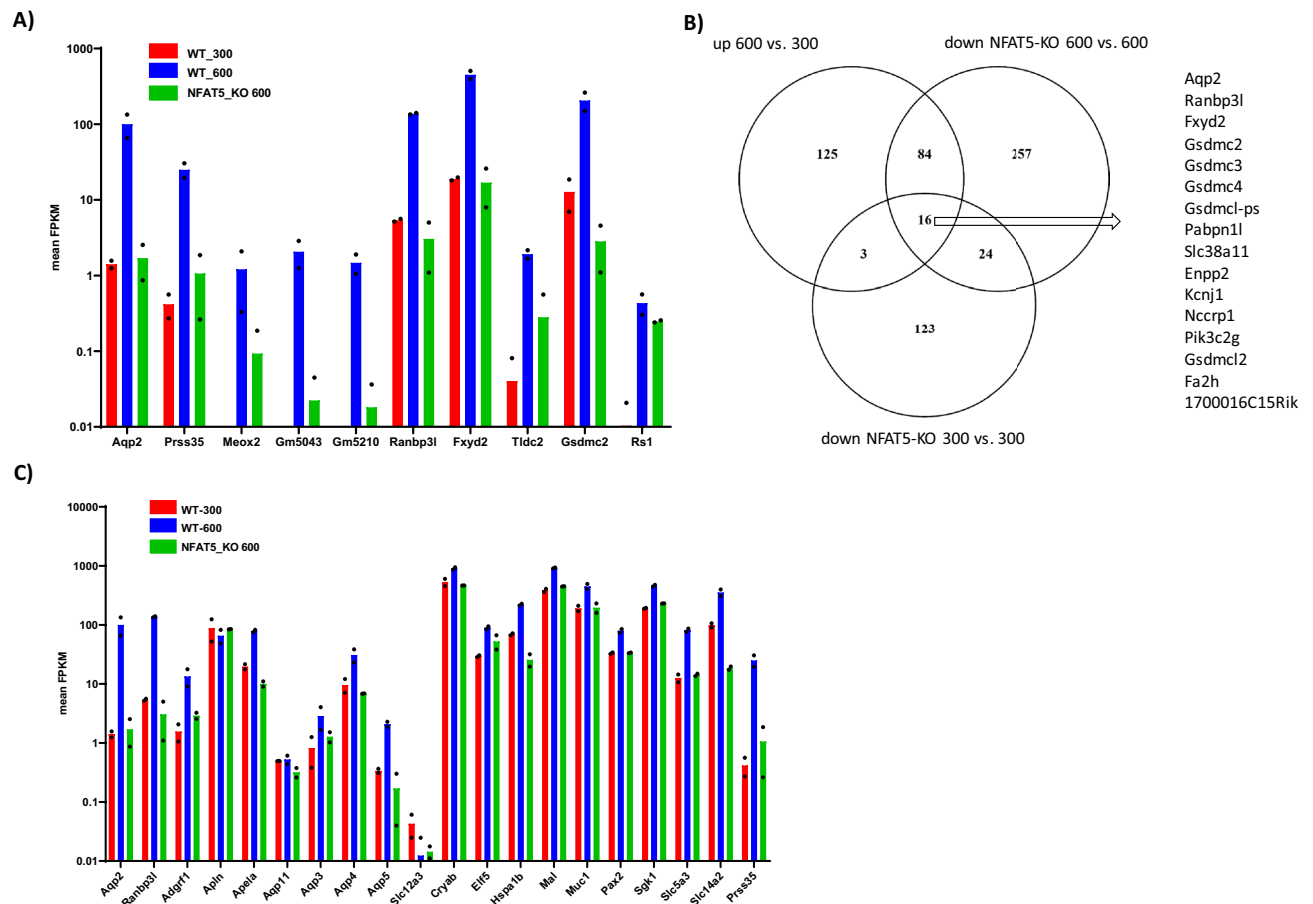 A)
1000
100
10
1
0.1
0.01
mean FPKM
WT_300
WT_600
NFAT5_KO 600
Aqp2 Prss35 Meox2 Gm5043 Gm5210 Ranbp3l Fxyd2 Tldc2 Gsdmc2 Rs1
B)
up 600 vs. 300
down NFAT5-KO 600 vs. 600
125
84
257
16
3
24
123
down NFAT5-KO 300 vs. 300
Aqp2
Ranbp3l
Fxyd2
Gsdmc2
Gsdmc3
Gsdmc4
Gsdmcl-ps
Pabpn1l
Slc38a11
Enpp2
Kcnj1
Nccrp1
Pik3c2g
Gsdmcl2
Fa2h
1700016C15Rik
C)
10000
1000
100
10
1
0.1
0.01
mean FPKM
WT-300
WT-600
NFAT5_KO 600
Aqp2 Ranbp3l Adgrf1 Apln Apela Aqp11 Aqp3 Aqp4 Aqp5 Slc12a3 Cryab Elf5 Hspa1b Mal Muc1 Pax2 Sgk1 Slc5a3 Slc14a2 Prss35